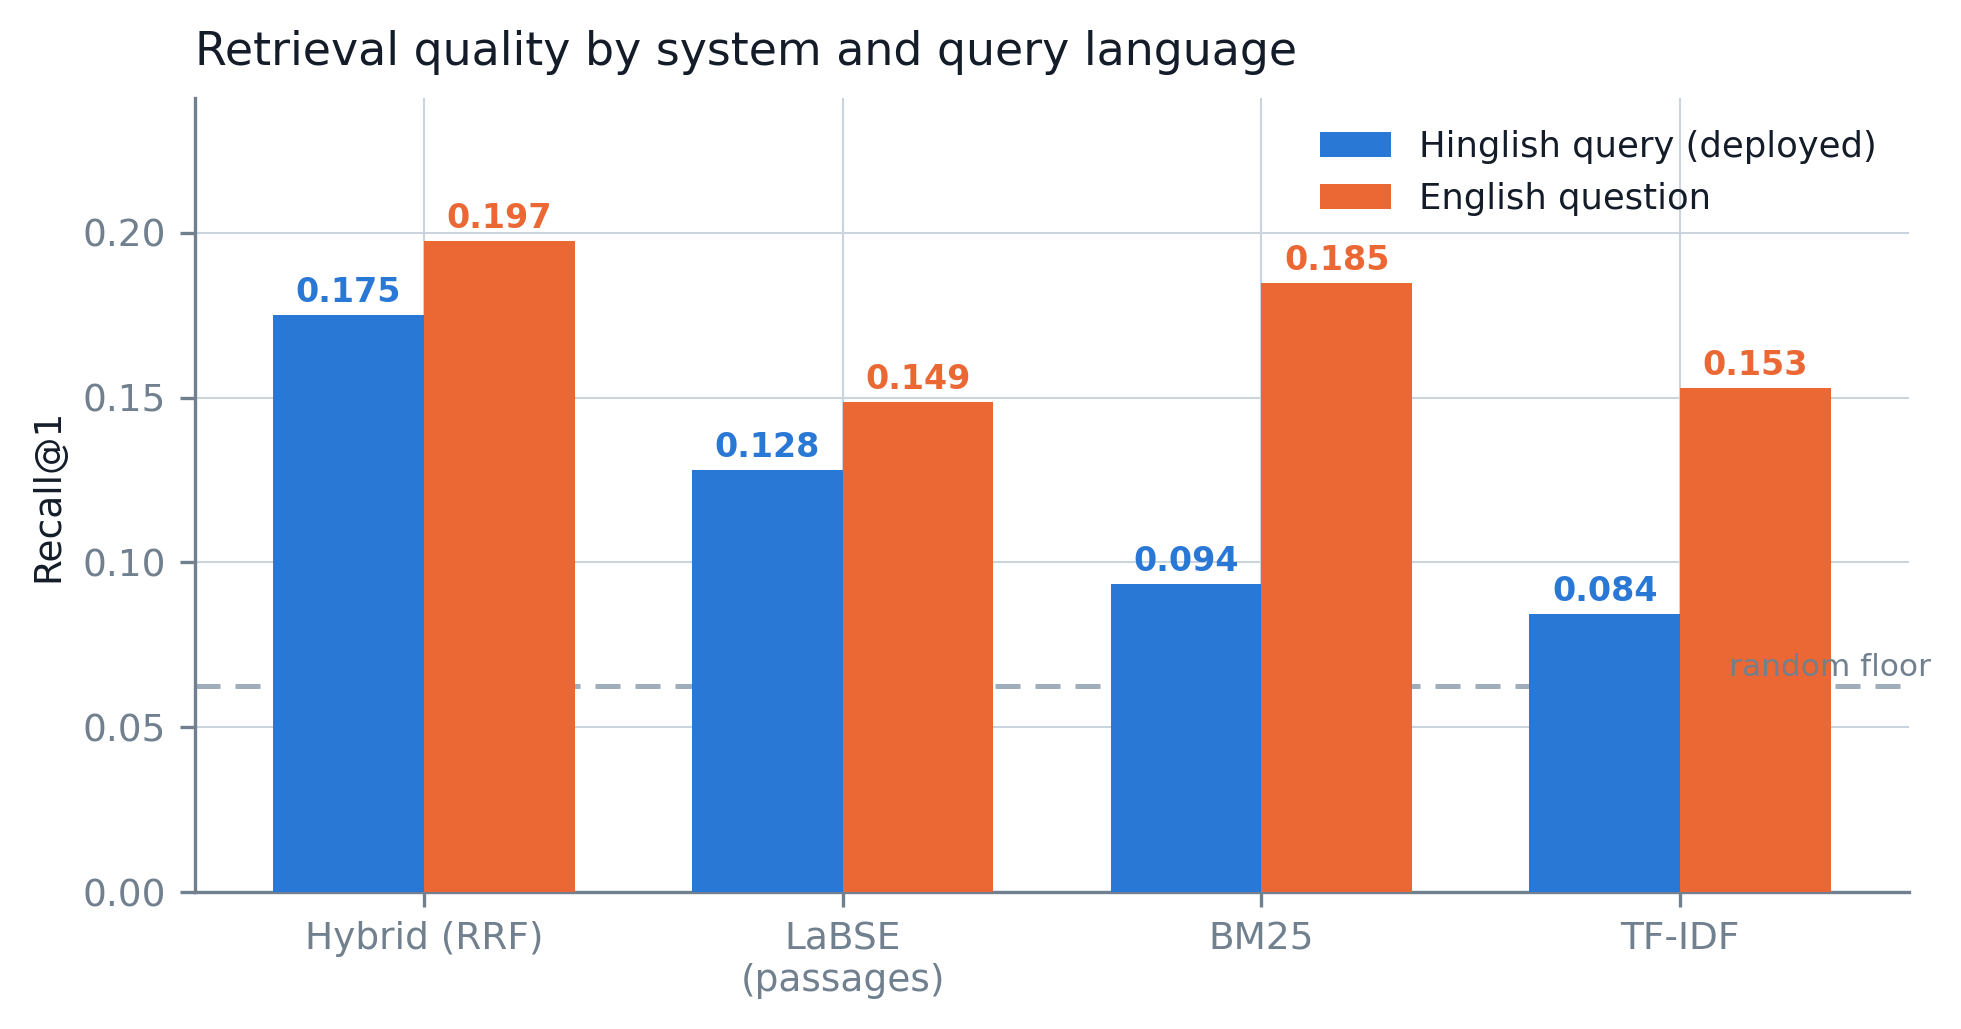 Retrieval quality by system and query language
Hinglish query (deployed)
English question
Recall@1
0.20
0.15
0.10
0.05
0.00
0.175
0.197
0.128
0.149
0.094
0.185
0.084
0.153
random floor
Hybrid (RRF)
LaBSE
(passages)
BM25
TF-IDF